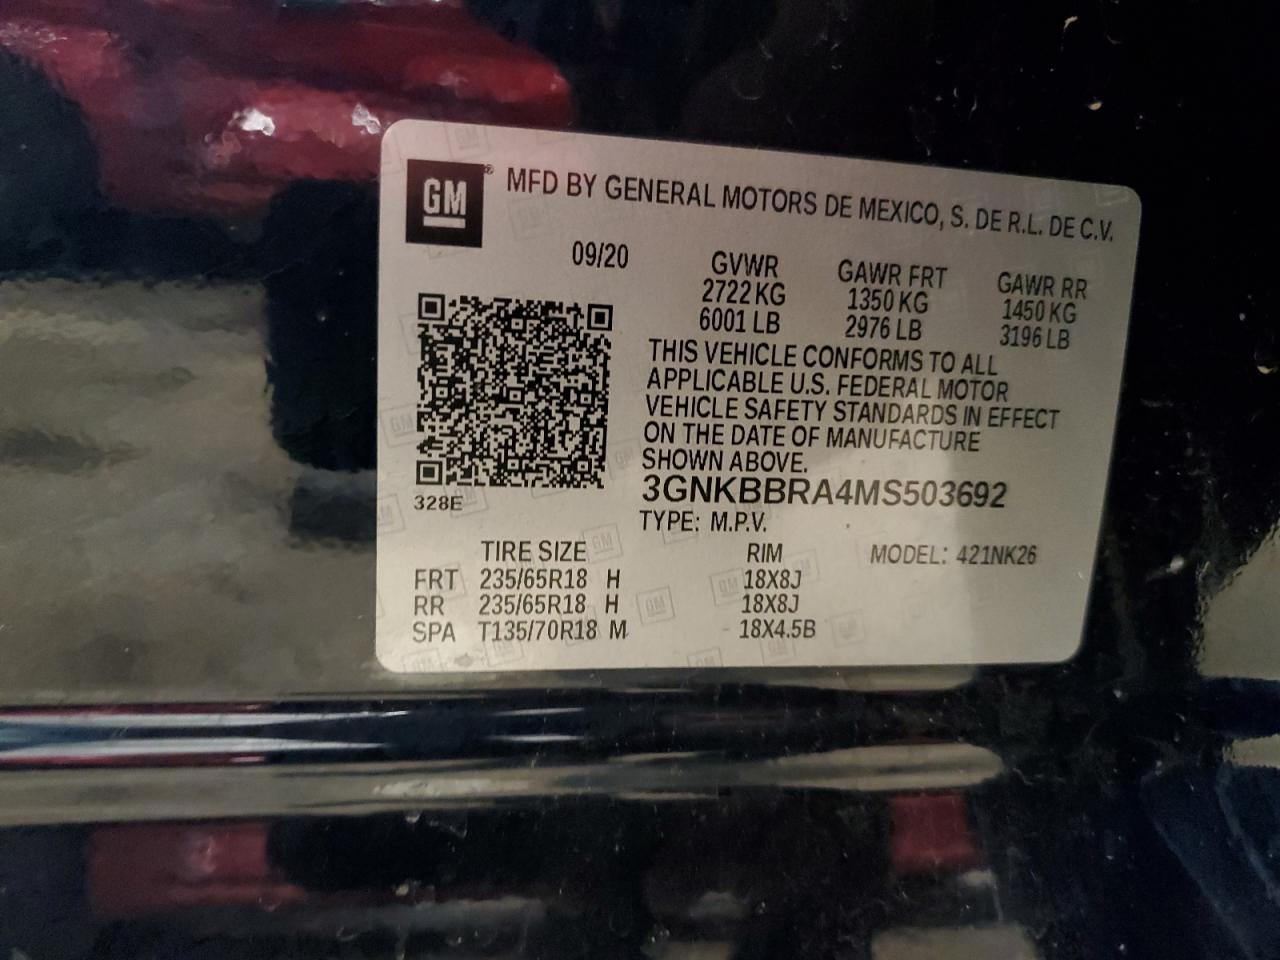 GM ® MFD BY GENERAL MOTORS DE MEXICO, S. DE R.L. DE C.V.
09/20 GVWR GAWR FRT GAWR RR
2722 KG 1350 KG 1450 KG
6001 LB 2976 LB 3196 LB
THIS VEHICLE CONFORMS TO ALL
APPLICABLE U.S. FEDERAL MOTOR
VEHICLE SAFETY STANDARDS IN EFFECT
ON THE DATE OF MANUFACTURE
SHOWN ABOVE.
328E 3GNKBBRA4MS503692
TYPE: M.P.V.
TIRE SIZE RIM MODEL: 421NK26
FRT 235/65R18 H 18X8J
RR 235/65R18 H 18X8J
SPA T135/70R18 M 18X4.5B